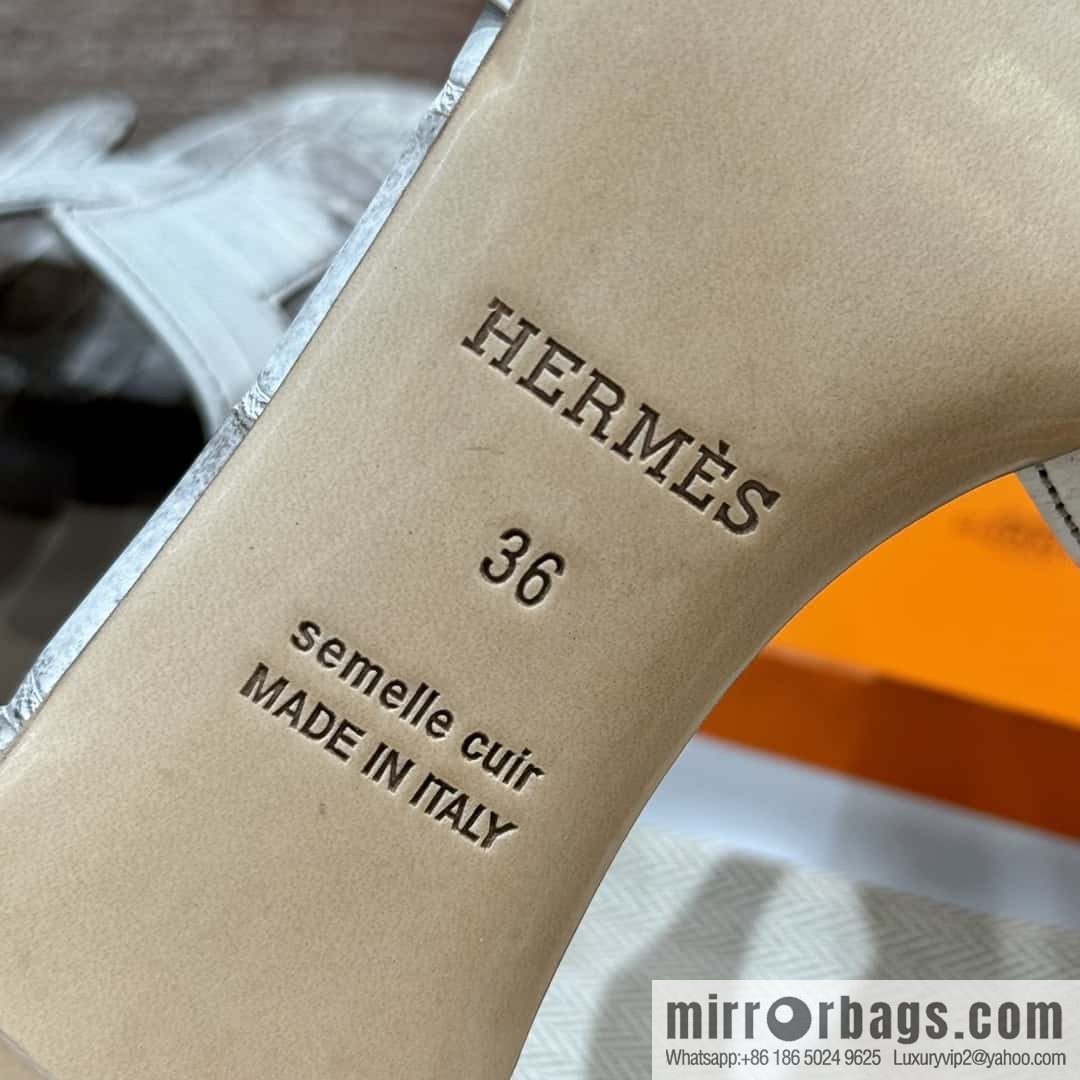 HERMÈS
36
semelle cuir
MADE IN ITALY
mirrorbags.com
Whatsapp:+86 186 5024 9625 Luxuryvip2@yahoo.com